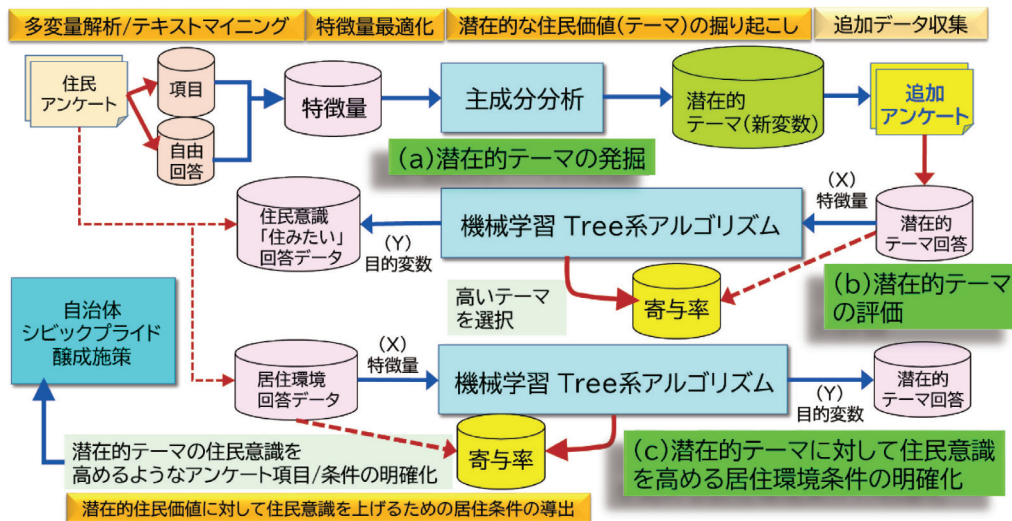 多変量解析/テキストマイニング
特徴量最適化
潜在的な住民価値(テーマ)の掘り起こし
追加データ収集
住民
アンケート
項目
自由
回答
特徴量
主成分分析
潜在的
テーマ(新変数)
追加
アンケート
(a)潜在的テーマの発掘
住民意識
「住みたい」
回答データ
(Y)
目的変数
機械学習 Tree系アルゴリズム
(X)
特徴量
潜在的
テーマ回答
高いテーマ
を選択
寄与率
(b)潜在的テーマ
の評価
自治体
シビックプライド
醸成施策
居住環境
回答データ
(X)
特徴量
機械学習 Tree系アルゴリズム
(Y)
目的変数
潜在的
テーマ回答
潜在的テーマの住民意識を
高めるようなアンケート項目/条件の明確化
寄与率
(c)潜在的テーマに対して住民意識
を高める居住環境条件の明確化
潜在的住民価値に対して住民意識を上げるための居住条件の導出